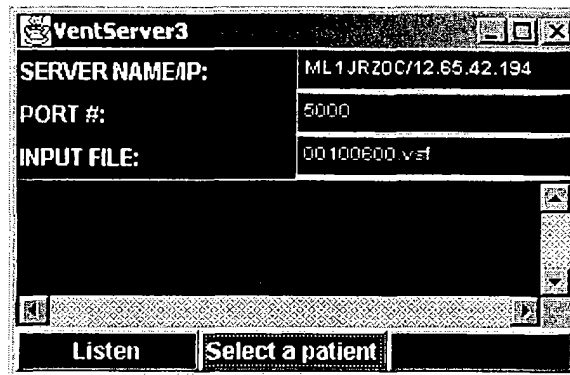 VentServer3
SERVER NAME/IP: ML1JRZ0C/12.65.42.194
PORT #: 5000
INPUT FILE: 00100600.vsf
Listen Select a patient